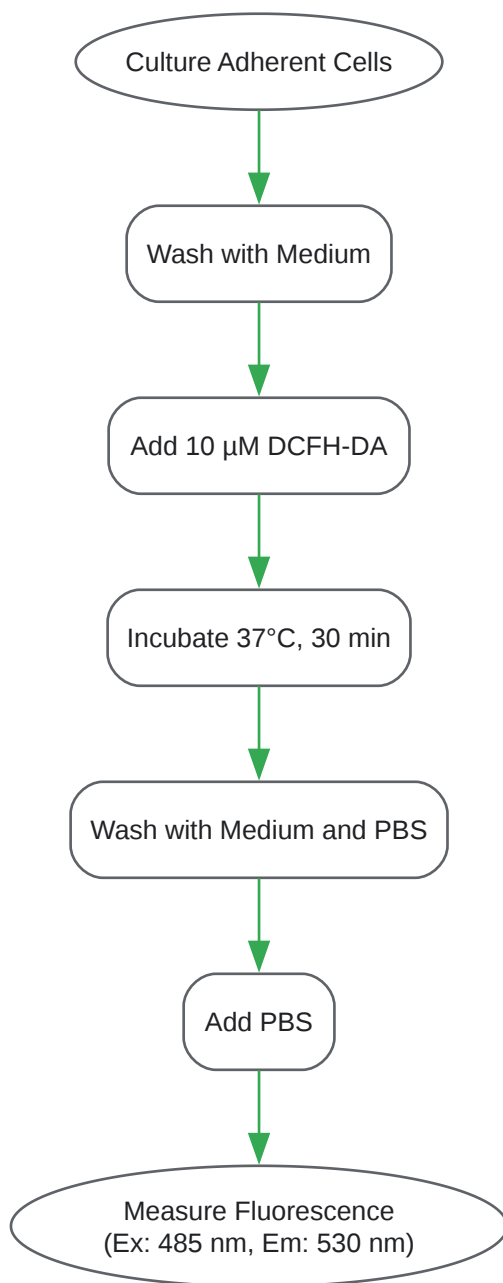 Culture Adherent Cells
Wash with Medium
Add 10 µM DCFH-DA
Incubate 37°C, 30 min
Wash with Medium and PBS
Add PBS
Measure Fluorescence
(Ex: 485 nm, Em: 530 nm)